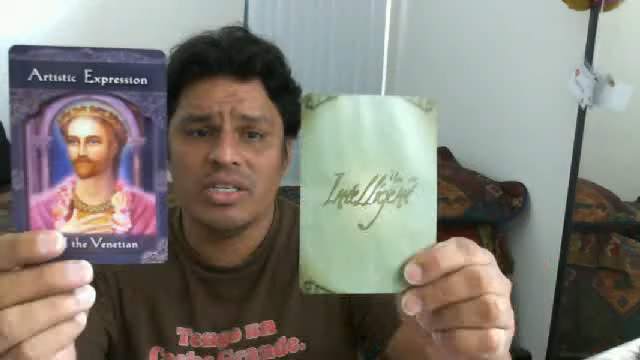 Artistic Expression
the Venetian
You are
Intelligent
Tengo un
Grande.